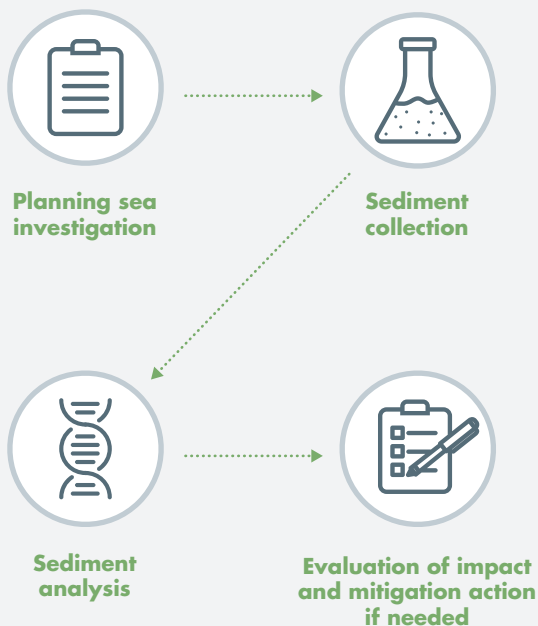 Planning sea
investigation
Sediment
collection
Sediment
analysis
Evaluation of impact
and mitigation action
if needed